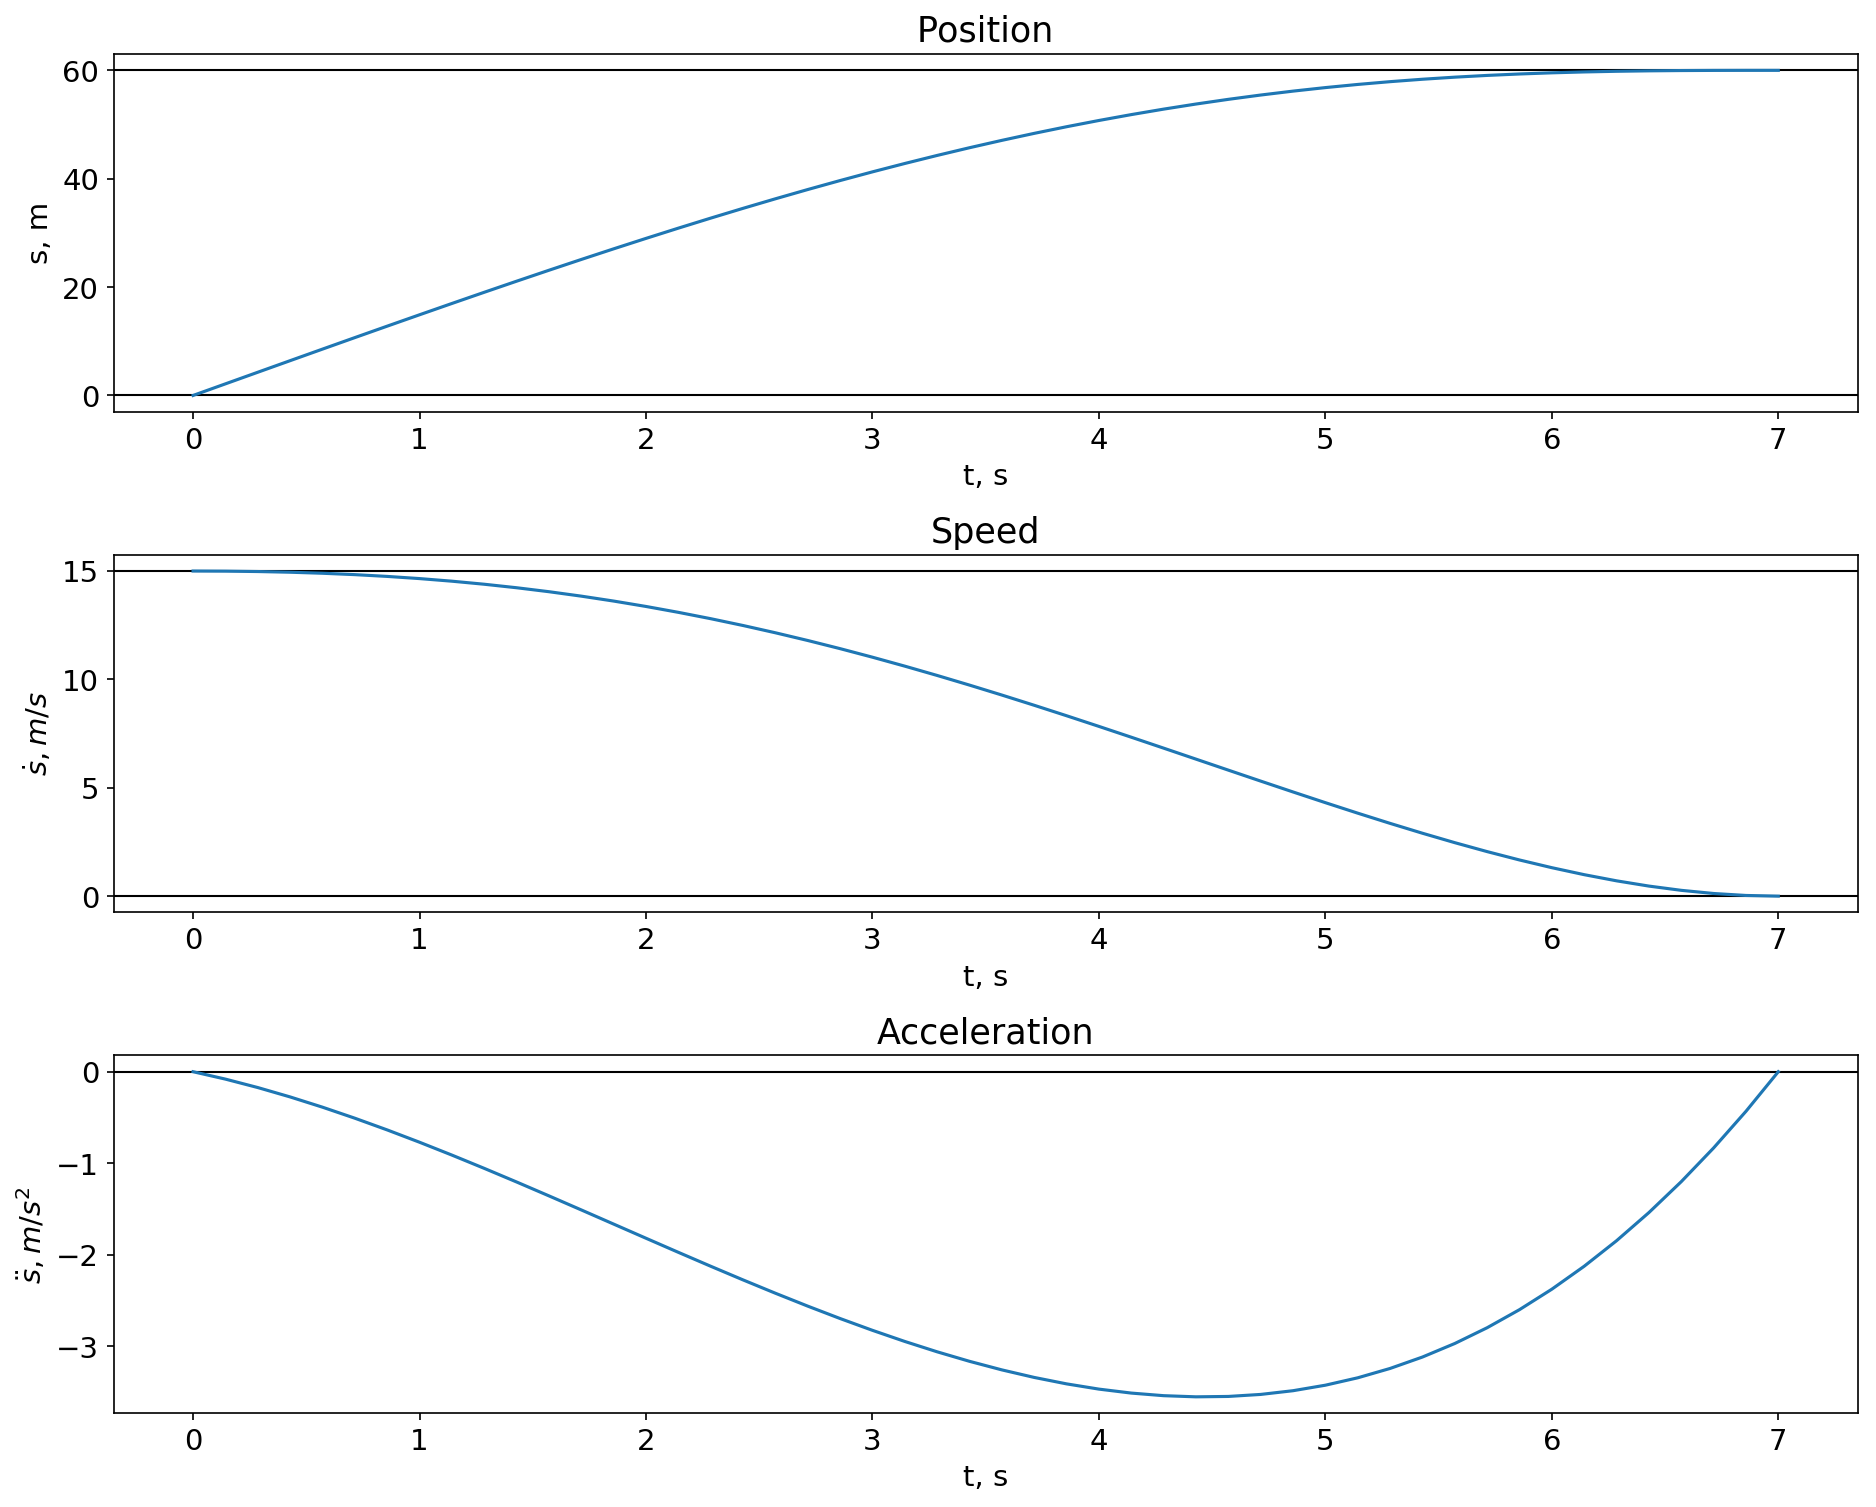 Position
60
40
20
0
s, m
0 1 2 3 4 5 6 7
t, s
Speed
15
10
5
0
ṡ, m/s
0 1 2 3 4 5 6 7
t, s
Acceleration
0
−1
−2
−3
s̈, m/s²
0 1 2 3 4 5 6 7
t, s